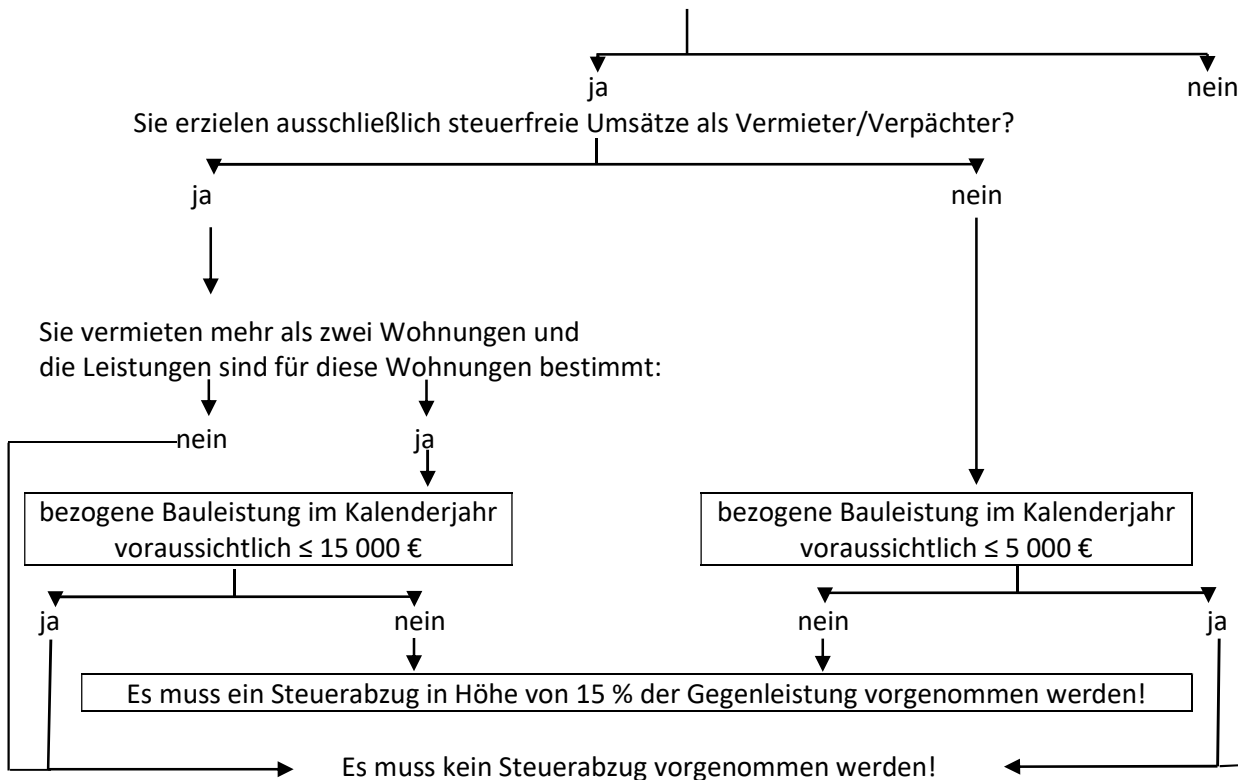 ja
nein
Sie erzielen ausschließlich steuerfreie Umsätze als Vermieter/Verpächter?
ja
nein
Sie vermieten mehr als zwei Wohnungen und
die Leistungen sind für diese Wohnungen bestimmt:
nein
ja
bezogene Bauleistung im Kalenderjahr
voraussichtlich ≤ 15 000 €
bezogene Bauleistung im Kalenderjahr
voraussichtlich ≤ 5 000 €
ja
nein
nein
ja
Es muss ein Steuerabzug in Höhe von 15 % der Gegenleistung vorgenommen werden!
Es muss kein Steuerabzug vorgenommen werden!